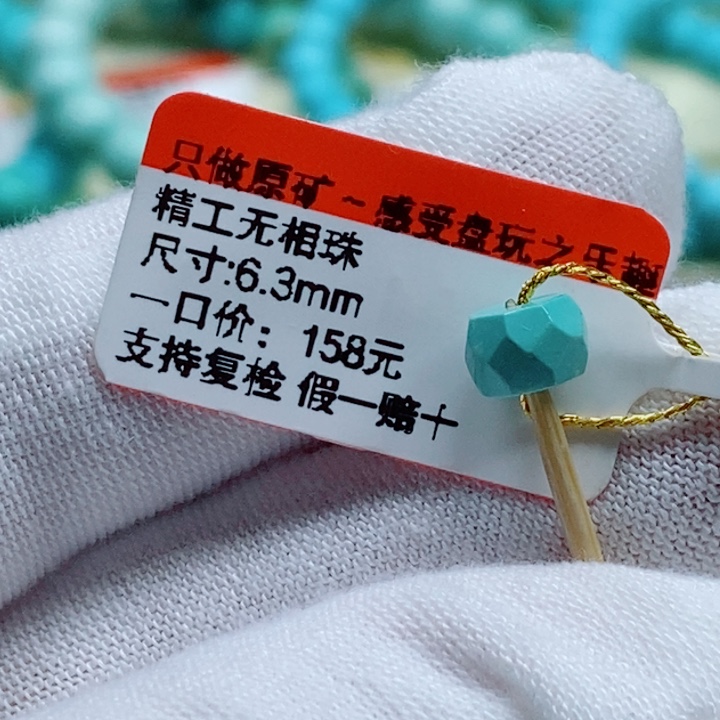 只做原矿~感受盘玩之乐趣
精工无相珠
尺寸:6.3mm
一口价：158元
支持复检 假一赔十